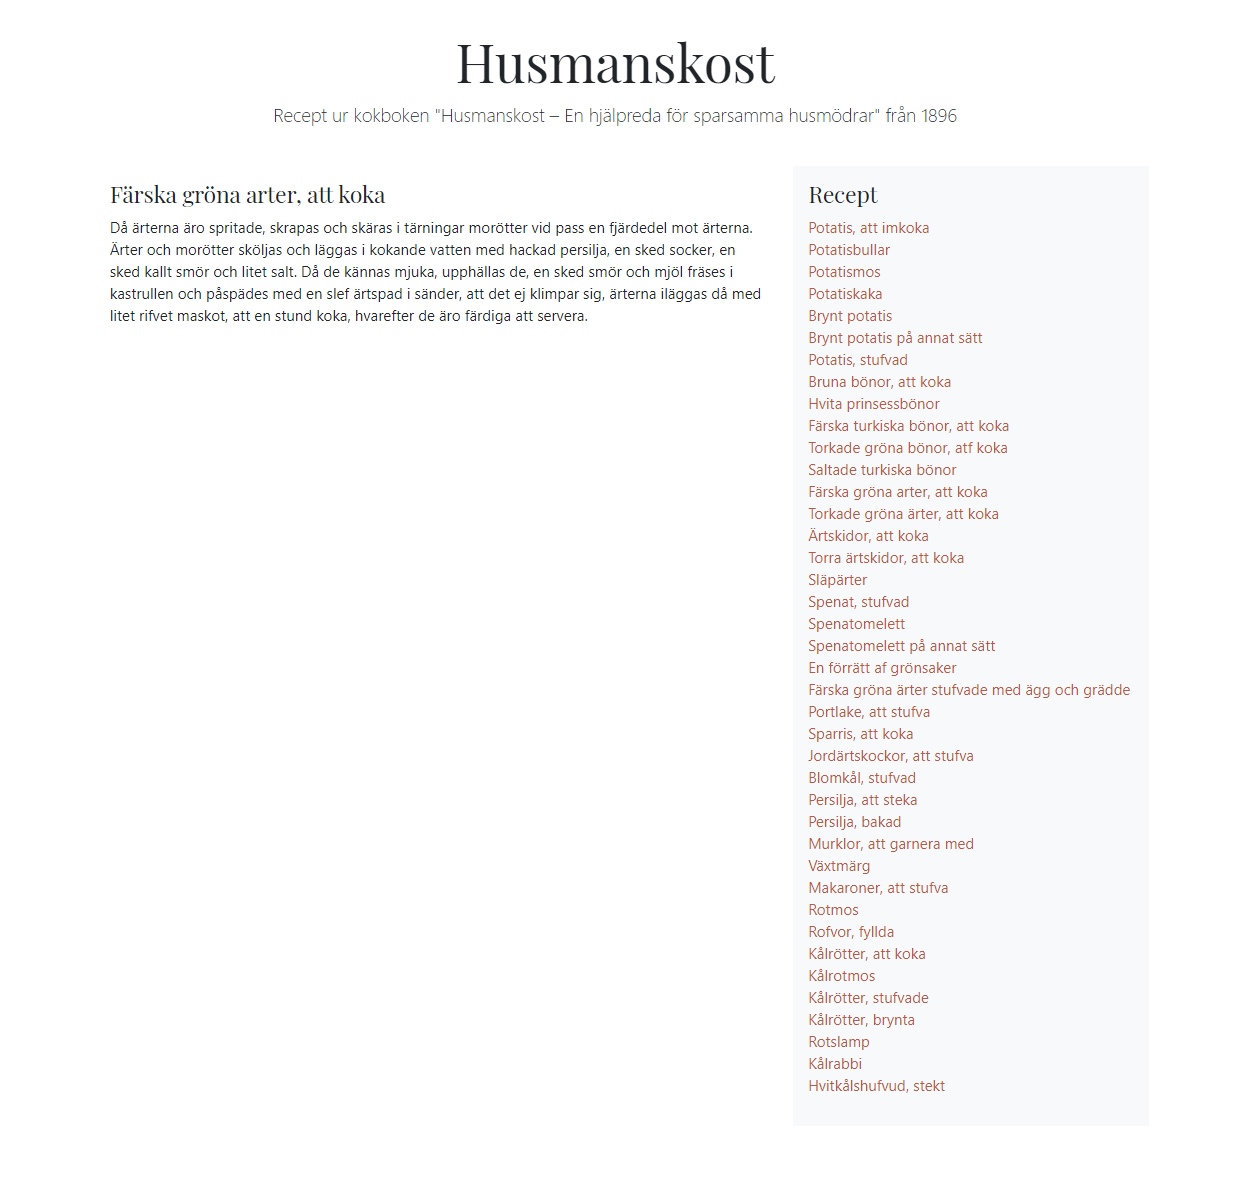 Husmanskost
Recept ur kokboken "Husmanskost – En hjälpreda för sparsamma husmödrar" från 1896
Färska gröna arter, att koka
Då ärterna äro spritade, skrapas och skäras i tärningar morötter vid pass en fjärdedel mot ärterna.
Ärter och morötter sköljas och läggas i kokande vatten med hackad persilja, en sked socker, en
sked kallt smör och litet salt. Då de kännas mjuka, upphällas de, en sked smör och mjöl fräses i
kastrullen och påspädes med en slef ärtspad i sänder, att det ej klimpar sig, ärterna iläggas då med
litet rifvet maskot, att en stund koka, hvarefter de äro färdiga att servera.
Recept
Potatis, att imkoka
Potatisbullar
Potatismos
Potatiskaka
Brynt potatis
Brynt potatis på annat sätt
Potatis, stufvad
Bruna bönor, att koka
Hvita prinsessbönor
Färska turkiska bönor, att koka
Torkade gröna bönor, atf koka
Saltade turkiska bönor
Färska gröna arter, att koka
Torkade gröna ärter, att koka
Ärtskidor, att koka
Torra ärtskidor, att koka
Släpärter
Spenat, stufvad
Spenatomelett
Spenatomelett på annat sätt
En förrätt af grönsaker
Färska gröna ärter stufvade med ägg och grädde
Portlake, att stufva
Sparris, att koka
Jordärtskockor, att stufva
Blomkål, stufvad
Persilja, att steka
Persilja, bakad
Murklor, att garnera med
Växtmärg
Makaroner, att stufva
Rotmos
Rofvor, fyllda
Kålrötter, att koka
Kålrotmos
Kålrötter, stufvade
Kålrötter, brynta
Rotslamp
Kålrabbi
Hvitkålshufvud, stekt